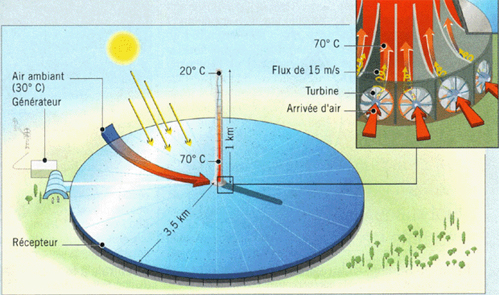 70° C
Flux de 15 m/s
Turbine
Arrivée d'air
Air ambiant
(30° C)
Générateur
20° C
1 km
70° C
3,5 km
Récepteur